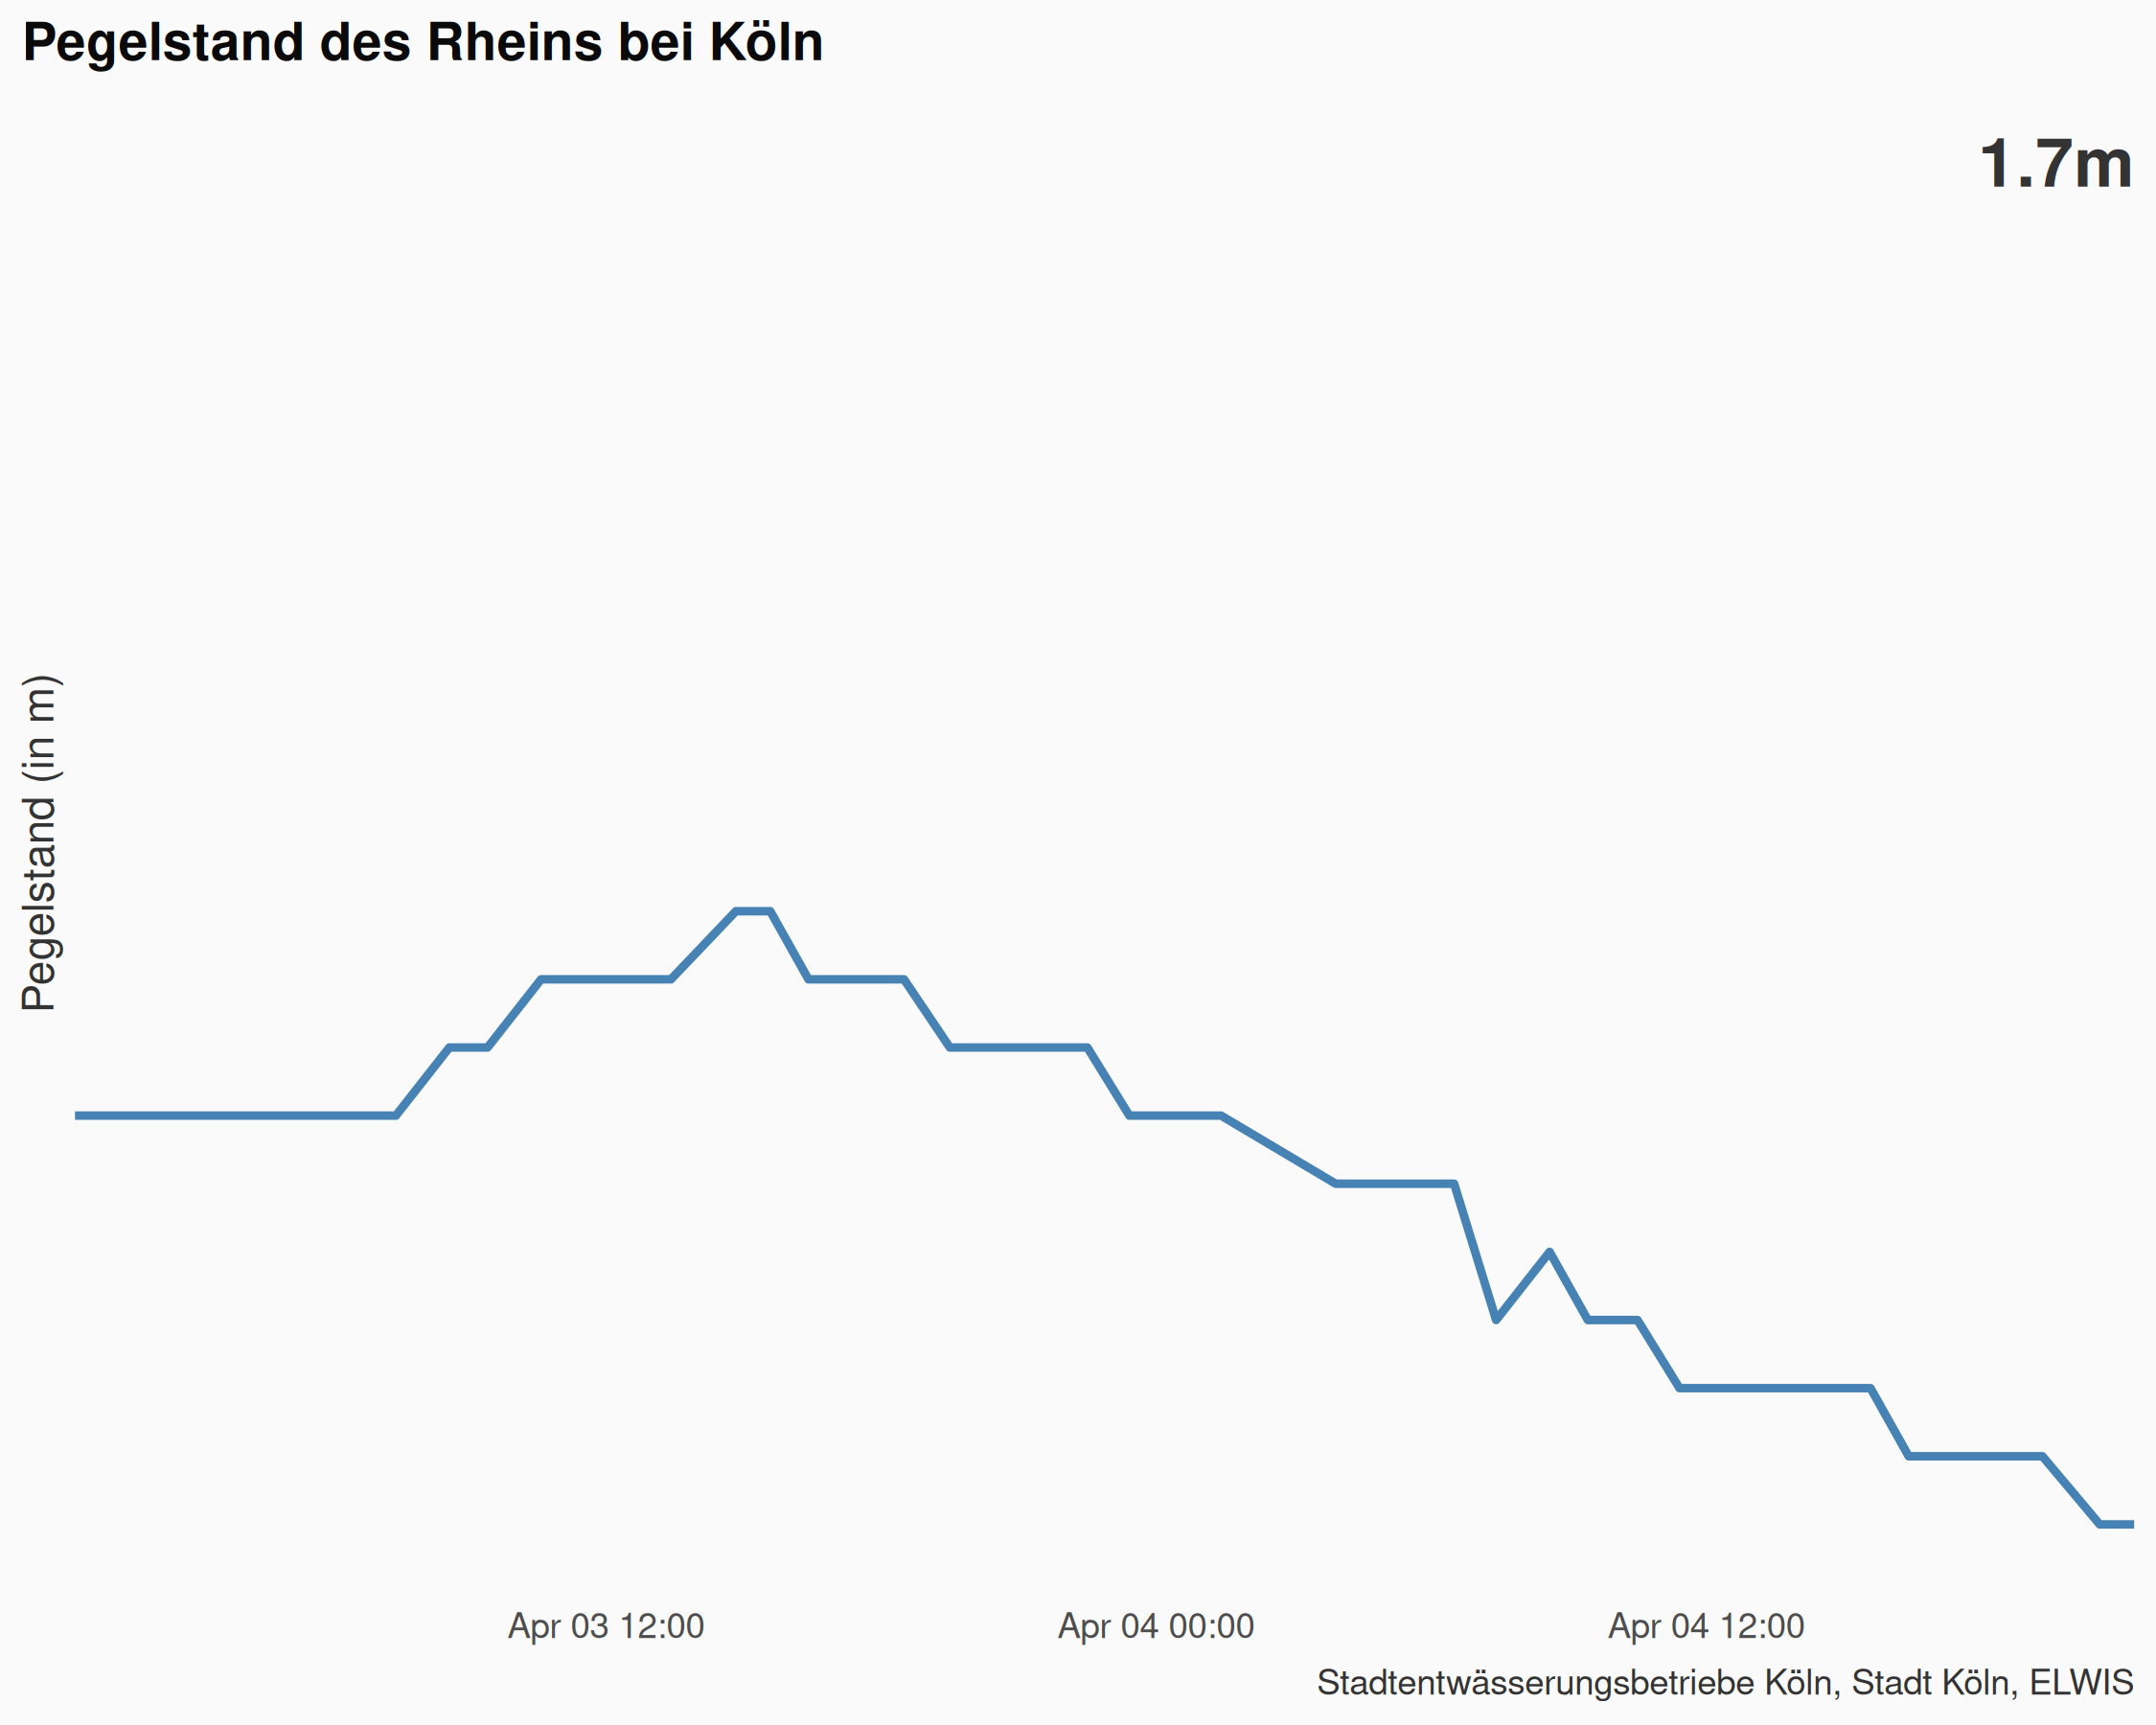 Pegelstand des Rheins bei Köln
1.7m
Pegelstand (in m)
Apr 03 12:00
Apr 04 00:00
Apr 04 12:00
Stadtentwässerungsbetriebe Köln, Stadt Köln, ELWIS